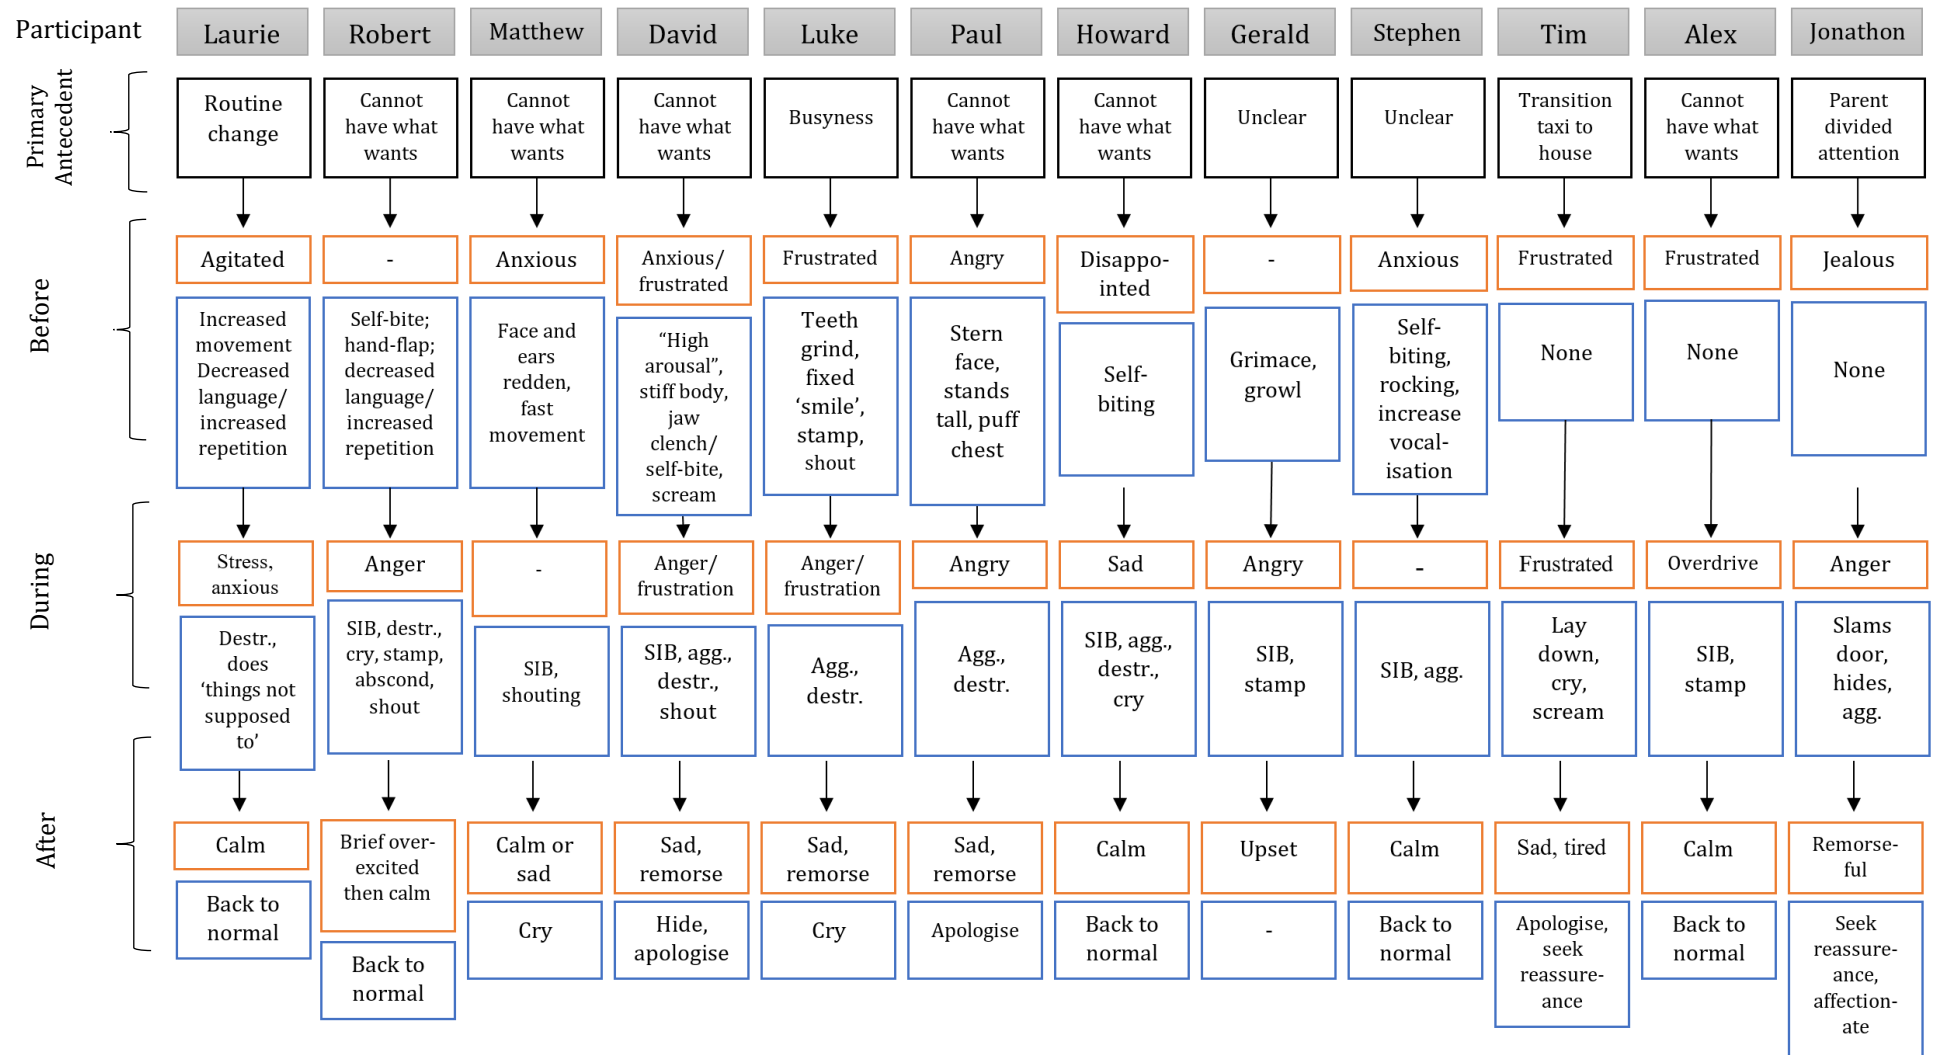 Participant
Laurie
Robert
Matthew
David
Luke
Paul
Howard
Gerald
Stephen
Tim
Alex
Jonathon
Primary
Antecedent
Routine
change
Cannot
have what
wants
Cannot
have what
wants
Cannot
have what
wants
Busyness
Cannot
have what
wants
Cannot
have what
wants
Unclear
Unclear
Transition
taxi to
house
Cannot
have what
wants
Parent
divided
attention
Before
Agitated
-
Anxious
Anxious/
frustrated
Frustrated
Angry
Disappo-
inted
-
Anxious
Frustrated
Frustrated
Jealous
Increased
movement
Decreased
language/
increased
repetition
Self-bite;
hand-flap;
decreased
language/
increased
repetition
Face and
ears
redden,
fast
movement
“High
arousal”,
stiff body,
jaw
clench/
self-bite,
scream
Teeth
grind,
fixed
‘smile’,
stamp,
shout
Stern
face,
stands
tall, puff
chest
Self-
biting
Grimace,
growl
Self-
biting,
rocking,
increase
vocal-
isation
None
None
None
During
Stress,
anxious
Anger
-
Anger/
frustration
Anger/
frustration
Angry
Sad
Angry
-
Frustrated
Overdrive
Anger
Destr.,
does
‘things not
supposed
to’
SIB, destr.,
cry, stamp,
abscond,
shout
SIB,
shouting
SIB, agg.,
destr.,
shout
Agg.,
destr.
Agg.,
destr.
SIB, agg.,
destr.,
cry
SIB,
stamp
SIB, agg.
Lay
down,
cry,
scream
SIB,
stamp
Slams
door,
hides,
agg.
After
Calm
Brief over-
excited
then calm
Calm or
sad
Sad,
remorse
Sad,
remorse
Sad,
remorse
Calm
Upset
Calm
Sad, tired
Calm
Remorse-
ful
Back to
normal
Back to
normal
Cry
Hide,
apologise
Cry
Apologise
Back to
normal
-
Back to
normal
Apologise,
seek
reassure-
ance
Back to
normal
Seek
reassure-
ance,
affection-
ate